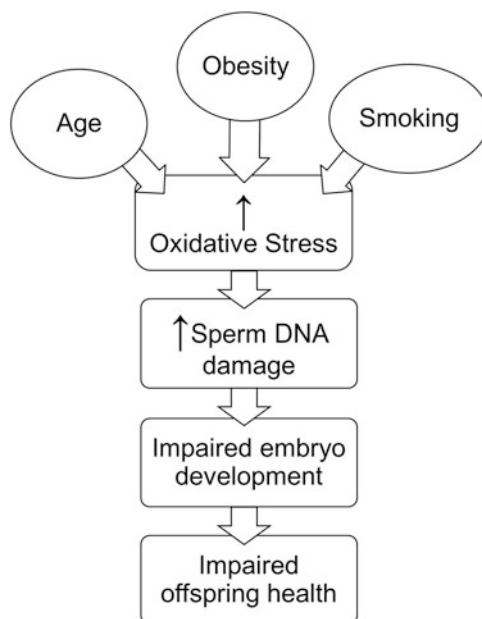 Obesity
Age
Smoking
↑
Oxidative Stress
↑Sperm DNA
damage
Impaired embryo
development
Impaired
offspring health